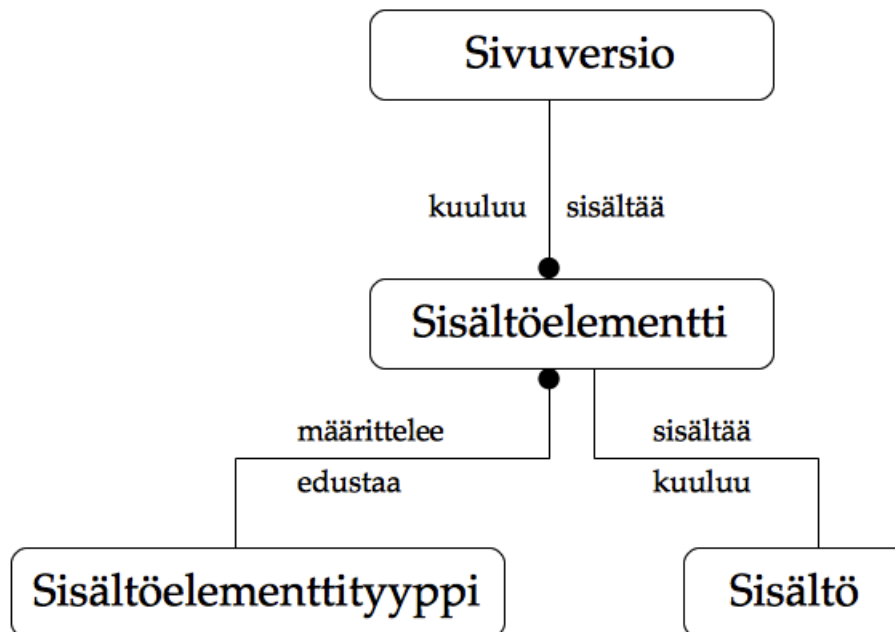 Sivuversio
kuuluu sisältää
Sisältöelementti
määrittelee sisältää
edustaa kuuluu
Sisältöelementtityyppi Sisältö